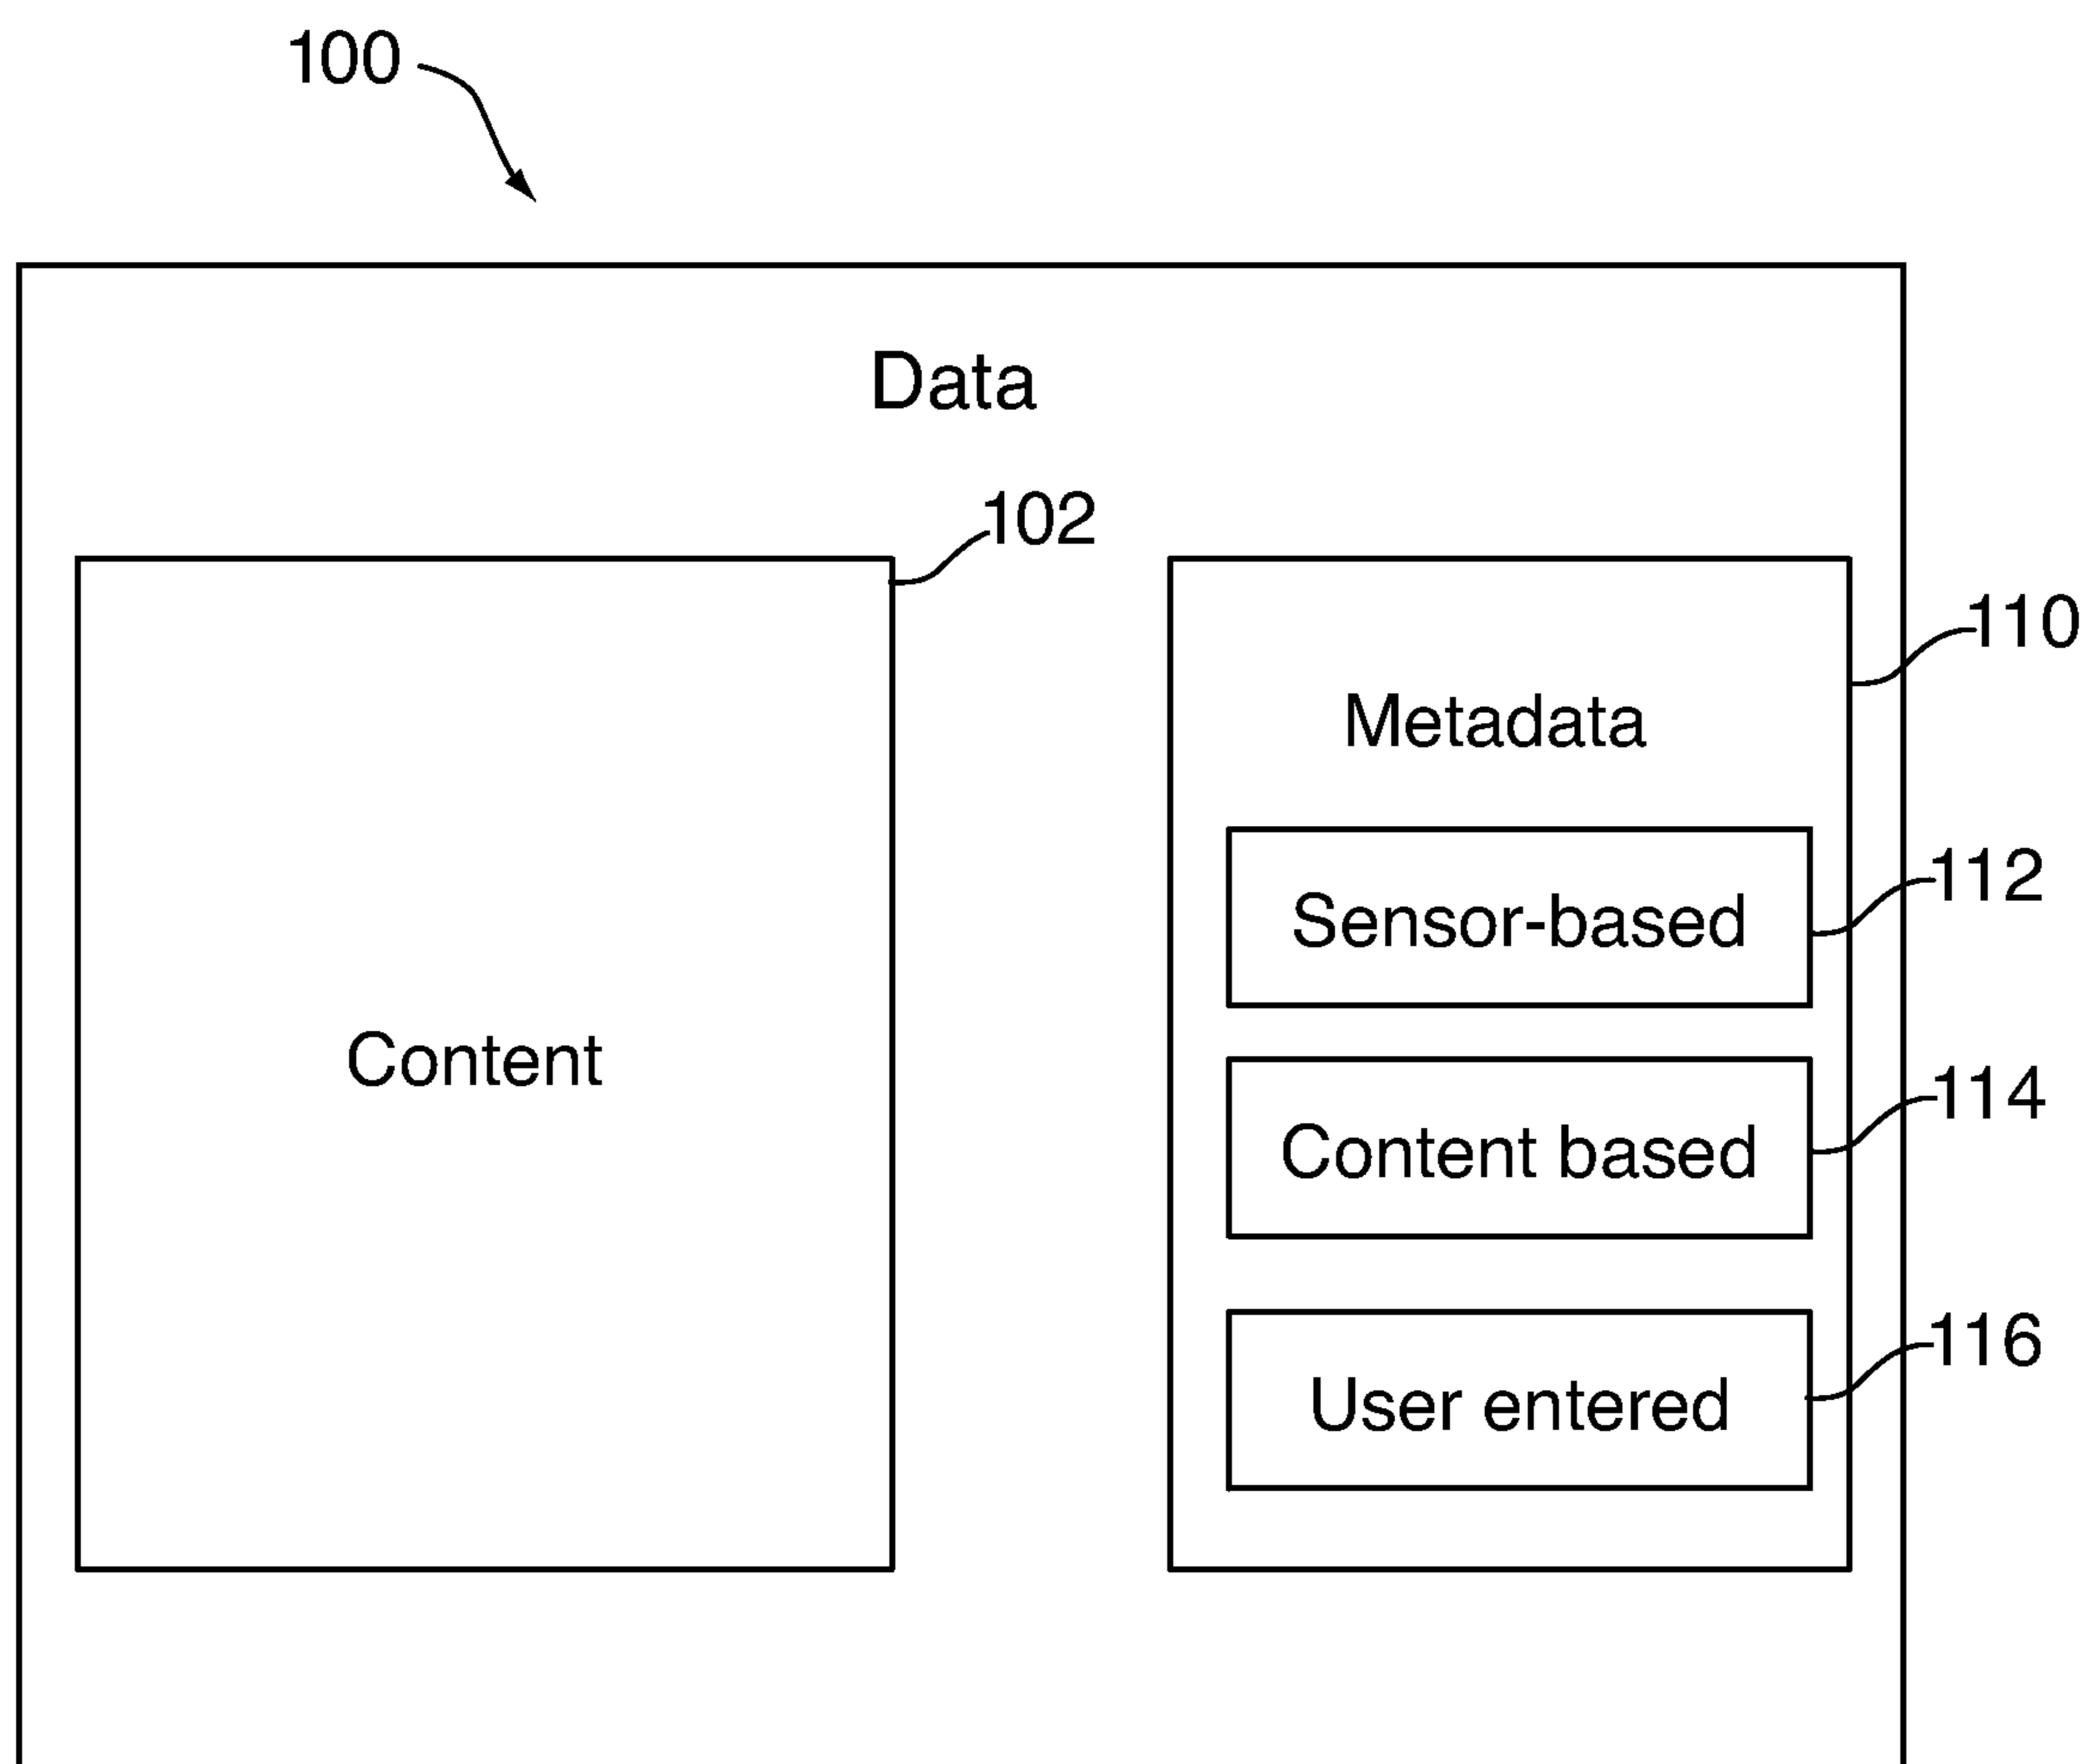 100
Data
102
110
Metadata
112
Sensor-based
Content
114
Content based
116
User entered